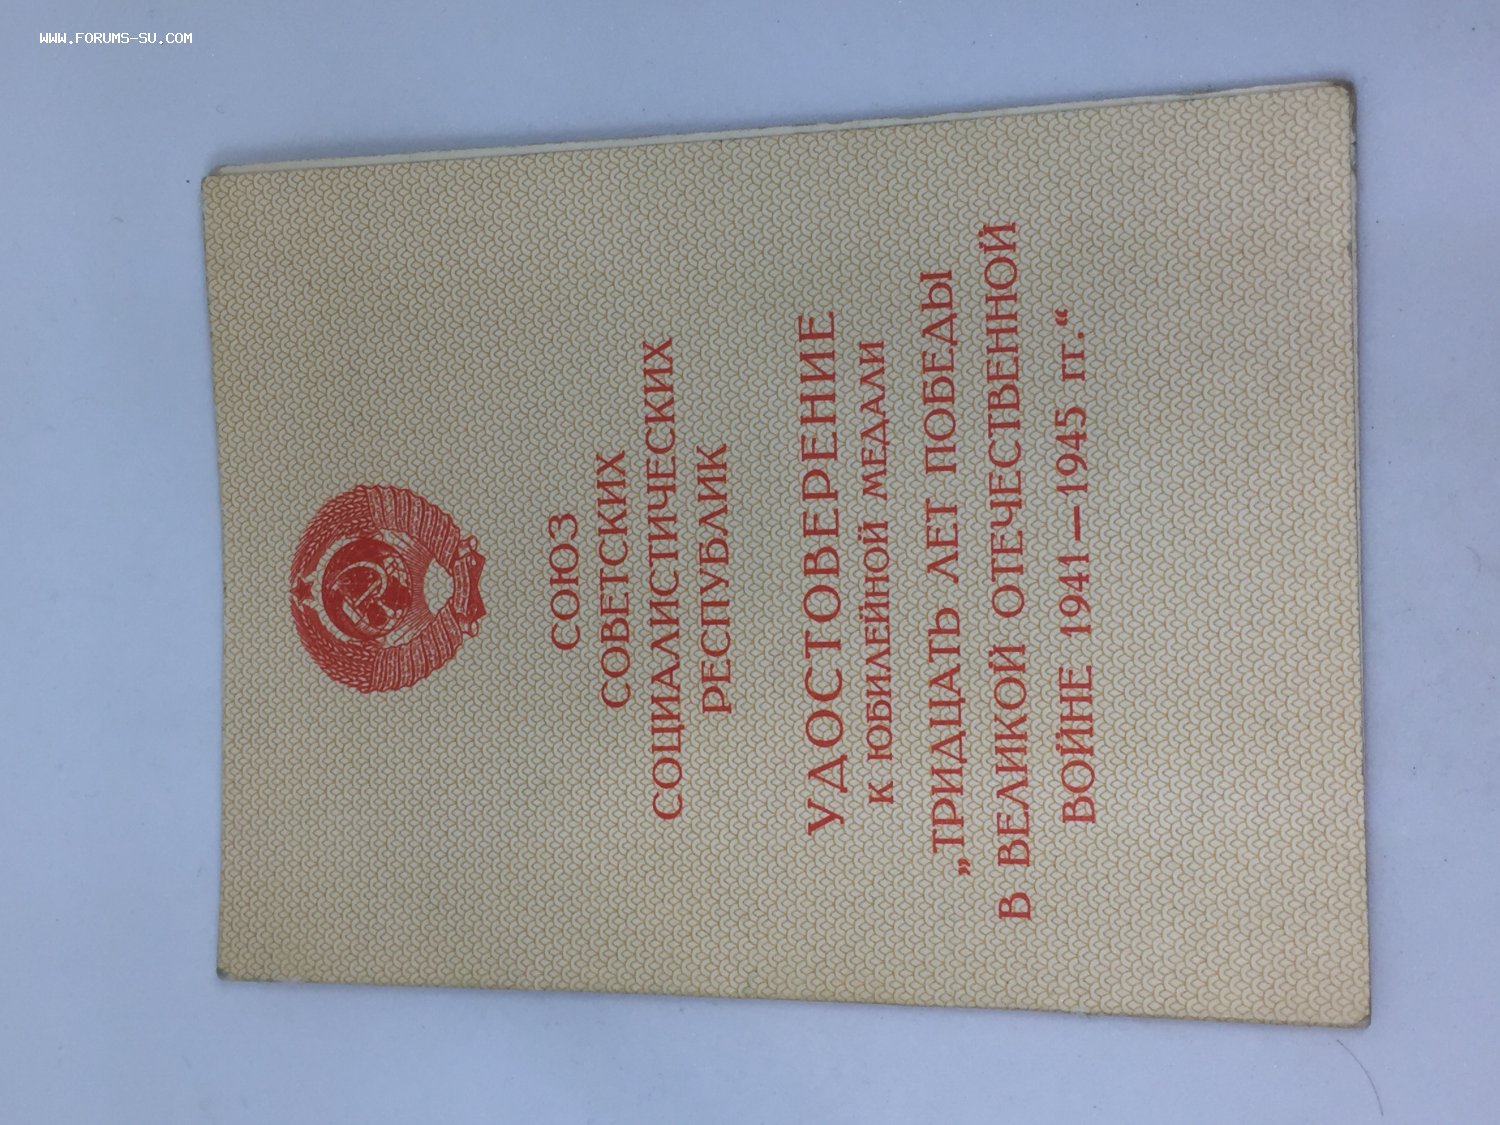 WWW.FORUMS-SU.COM
СОЮЗ
СОВЕТСКИХ
СОЦИАЛИСТИЧЕСКИХ
РЕСПУБЛИК
УДОСТОВЕРЕНИЕ
К ЮБИЛЕЙНОЙ МЕДАЛИ
„ТРИДЦАТЬ ЛЕТ ПОБЕДЫ
В ВЕЛИКОЙ ОТЕЧЕСТВЕННОЙ
ВОЙНЕ 1941—1945 гг.“